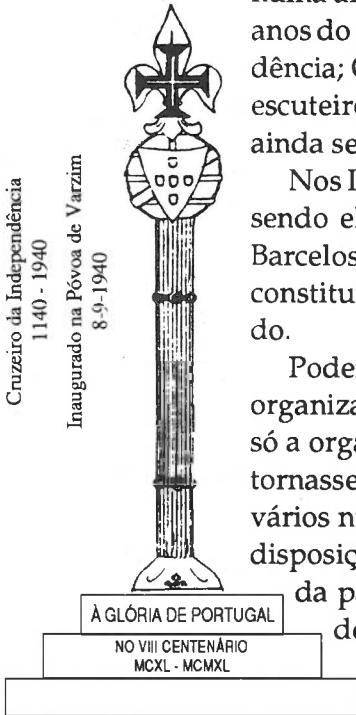 Cruzeiro da Independência
1140 - 1940
Inaugurado na Póvoa de Varzim
8-9-1940
À GLÓRIA DE PORTUGAL
NO VIII CENTENÁRIO
MCXL - MCMXL
anos do
dência;
escuteir
ainda se
Nos
sendo el
Barcelos
constitu
do.
Pode
organiza
só a orga
tornasse
vários n
disposiç
da p
de